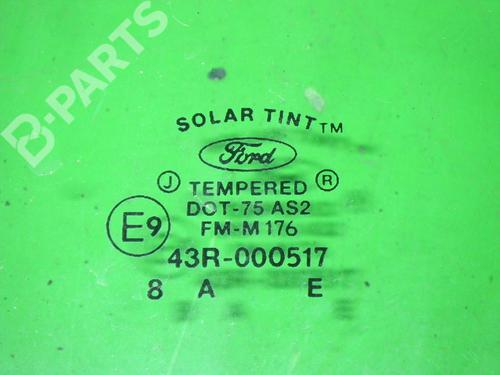 B-PARTS
SOLAR TINT™
Ford
J TEMPERED R
DOT-75 AS2
E9 FM-M 176
43R-000517
8 A E